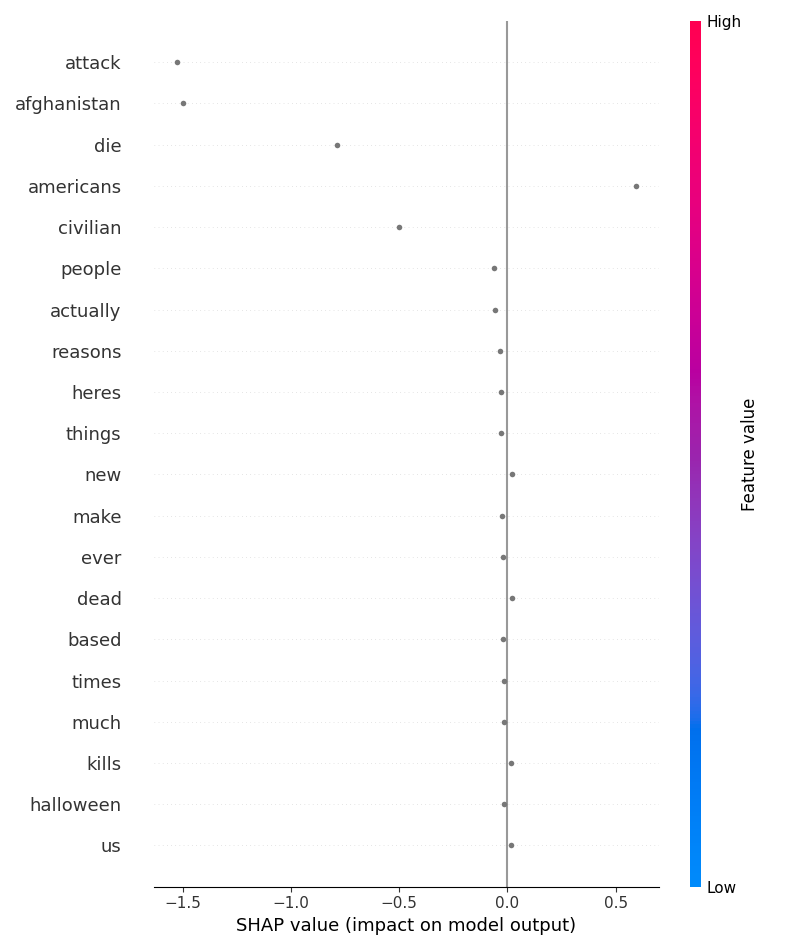 High
attack
afghanistan
die
americans
civilian
people
actually
reasons
heres
things
new
make
ever
dead
based
times
much
kills
halloween
us
Feature value
Low
−1.5 −1.0 −0.5 0.0 0.5
SHAP value (impact on model output)